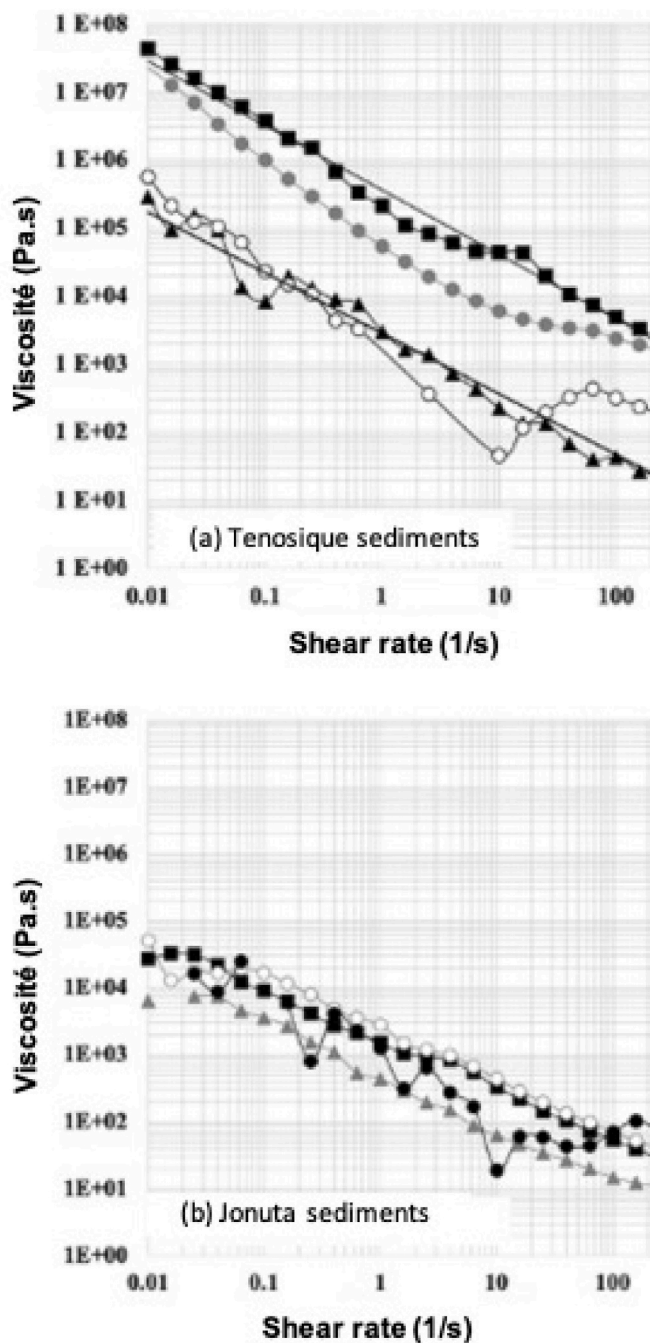 1 E+08
1 E+07
1 E+06
1 E+05
1 E+04
1 E+03
1 E+02
1 E+01
1 E+00
Viscosité (Pa.s)
(a) Tenosique sediments
0.01 0.1 1 10 100
Shear rate (1/s)
1E+08
1E+07
1E+06
1E+05
1E+04
1E+03
1E+02
1E+01
1E+00
Viscosité (Pa.s)
(b) Jonuta sediments
0.01 0.1 1 10 100
Shear rate (1/s)